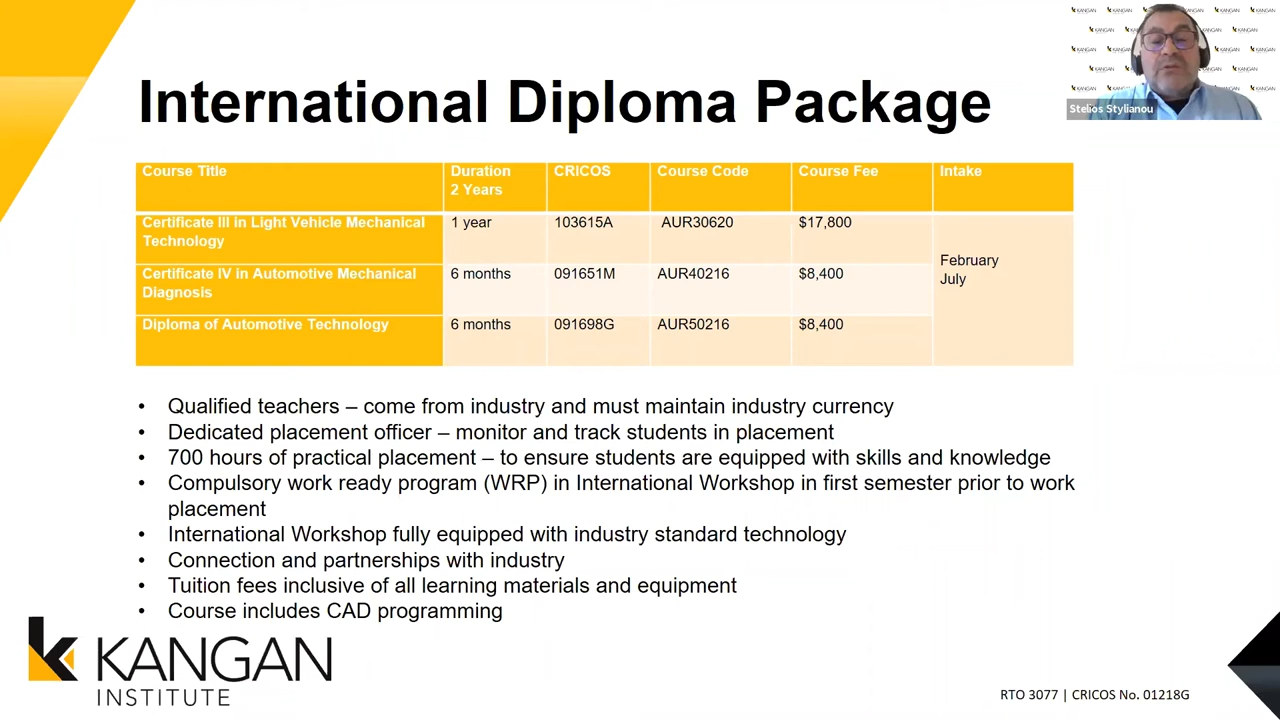 International Diploma Package
Stelios Stylianou
Course Title
Duration
2 Years
CRICOS
Course Code
Course Fee
Intake
Certificate III in Light Vehicle Mechanical
Technology
1 year
103615A
AUR30620
$17,800
February
July
Certificate IV in Automotive Mechanical
Diagnosis
6 months
091651M
AUR40216
$8,400
Diploma of Automotive Technology
6 months
091698G
AUR50216
$8,400
• Qualified teachers – come from industry and must maintain industry currency
• Dedicated placement officer – monitor and track students in placement
• 700 hours of practical placement – to ensure students are equipped with skills and knowledge
• Compulsory work ready program (WRP) in International Workshop in first semester prior to work
placement
• International Workshop fully equipped with industry standard technology
• Connection and partnerships with industry
• Tuition fees inclusive of all learning materials and equipment
• Course includes CAD programming
KANGAN
INSTITUTE
RTO 3077 | CRICOS No. 01218G